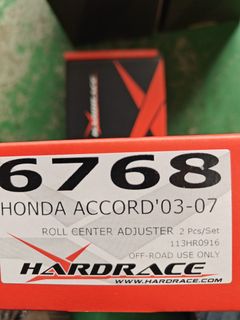 HARDRACE
6768
HONDA ACCORD'03-07
ROLL CENTER ADJUSTER 2 Pcs/Set
113HR0916
OFF-ROAD USE ONLY
HARDRACE
WWW.HARDRACE.COM